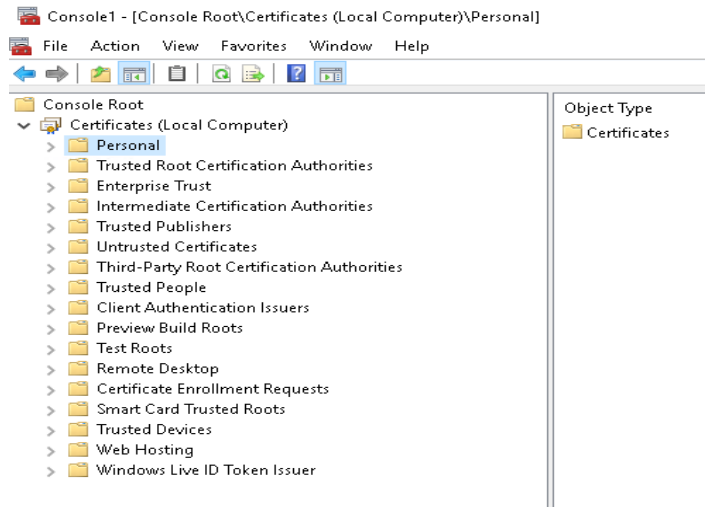 Console1 - [Console Root\Certificates (Local Computer)\Personal]
File Action View Favorites Window Help
Console Root
Certificates (Local Computer)
Personal
Trusted Root Certification Authorities
Enterprise Trust
Intermediate Certification Authorities
Trusted Publishers
Untrusted Certificates
Third-Party Root Certification Authorities
Trusted People
Client Authentication Issuers
Preview Build Roots
Test Roots
Remote Desktop
Certificate Enrollment Requests
Smart Card Trusted Roots
Trusted Devices
Web Hosting
Windows Live ID Token Issuer
Object Type
Certificates